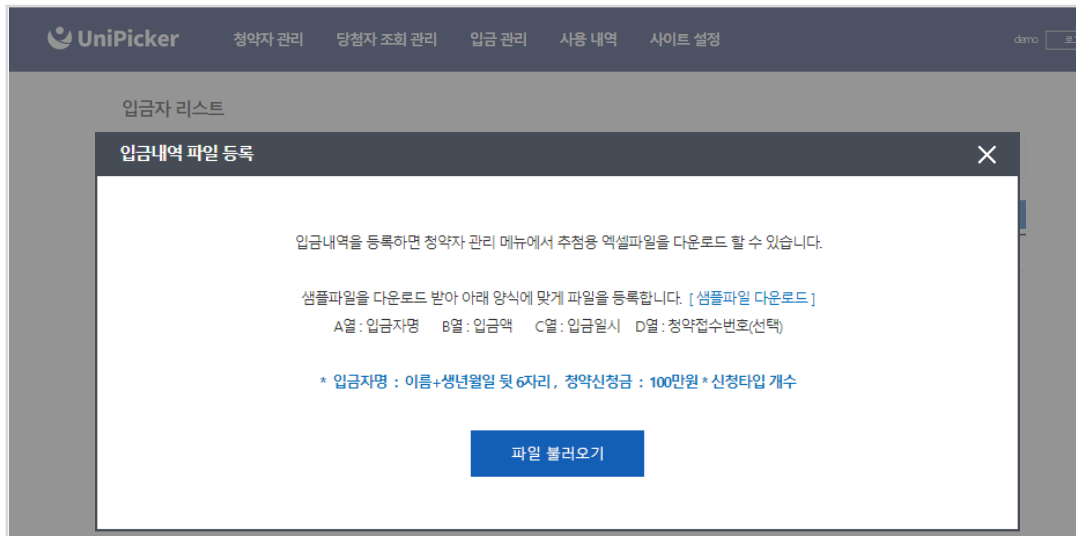 UniPicker 청약자 관리 당첨자 조회 관리 입금 관리 사용 내역 사이트 설정 demo
입금자 리스트
입금내역 파일 등록
입금내역을 등록하면 청약자 관리 메뉴에서 추첨용 엑셀파일을 다운로드 할 수 있습니다.
샘플파일을 다운로드 받아 아래 양식에 맞게 파일을 등록합니다. [ 샘플파일 다운로드 ]
A열 : 입금자명 B열 : 입금액 C열 : 입금일시 D열 : 청약접수번호(선택)
* 입금자명 : 이름+생년월일 뒷 6자리 , 청약신청금 : 100만원 * 신청타입 개수
파일 불러오기